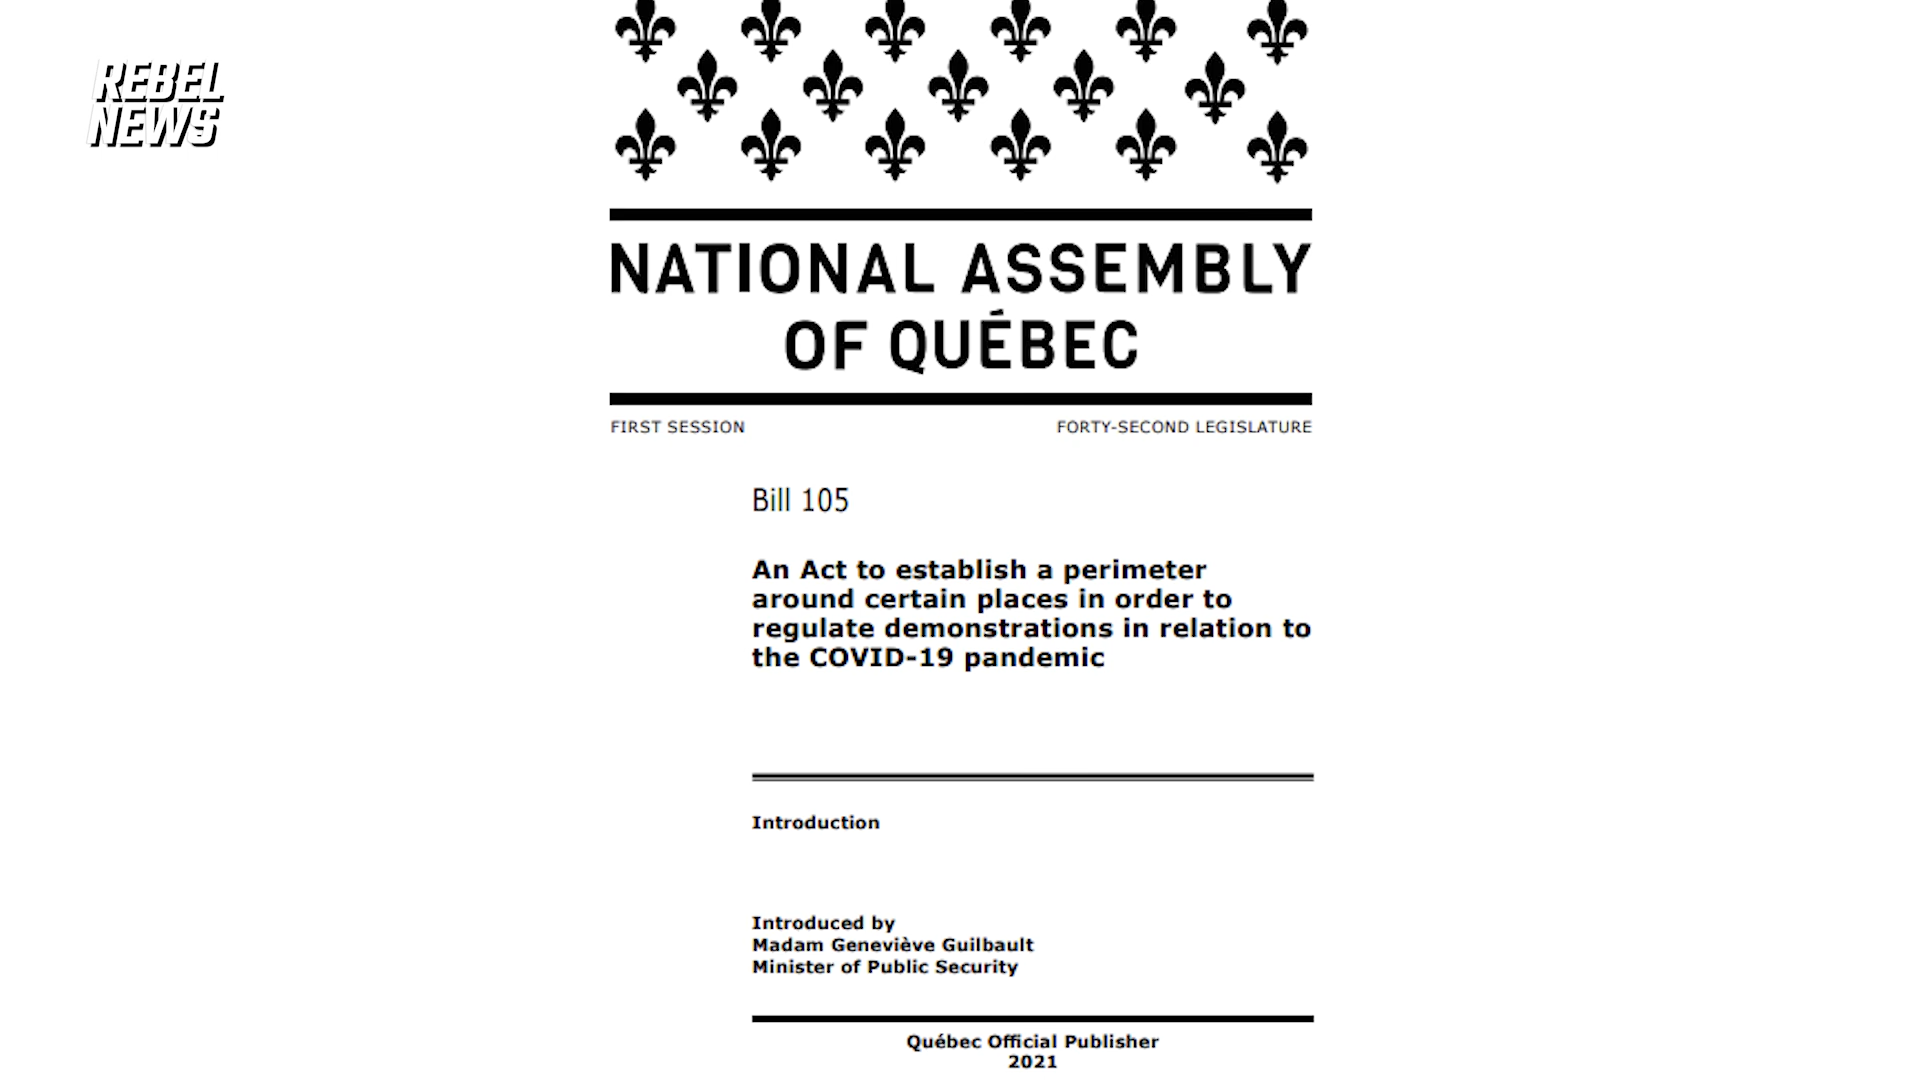 REBEL
NEWS
NATIONAL ASSEMBLY
OF QUÉBEC
FIRST SESSION
FORTY-SECOND LEGISLATURE
Bill 105
An Act to establish a perimeter
around certain places in order to
regulate demonstrations in relation to
the COVID-19 pandemic
Introduction
Introduced by
Madam Geneviève Guilbault
Minister of Public Security
Québec Official Publisher
2021